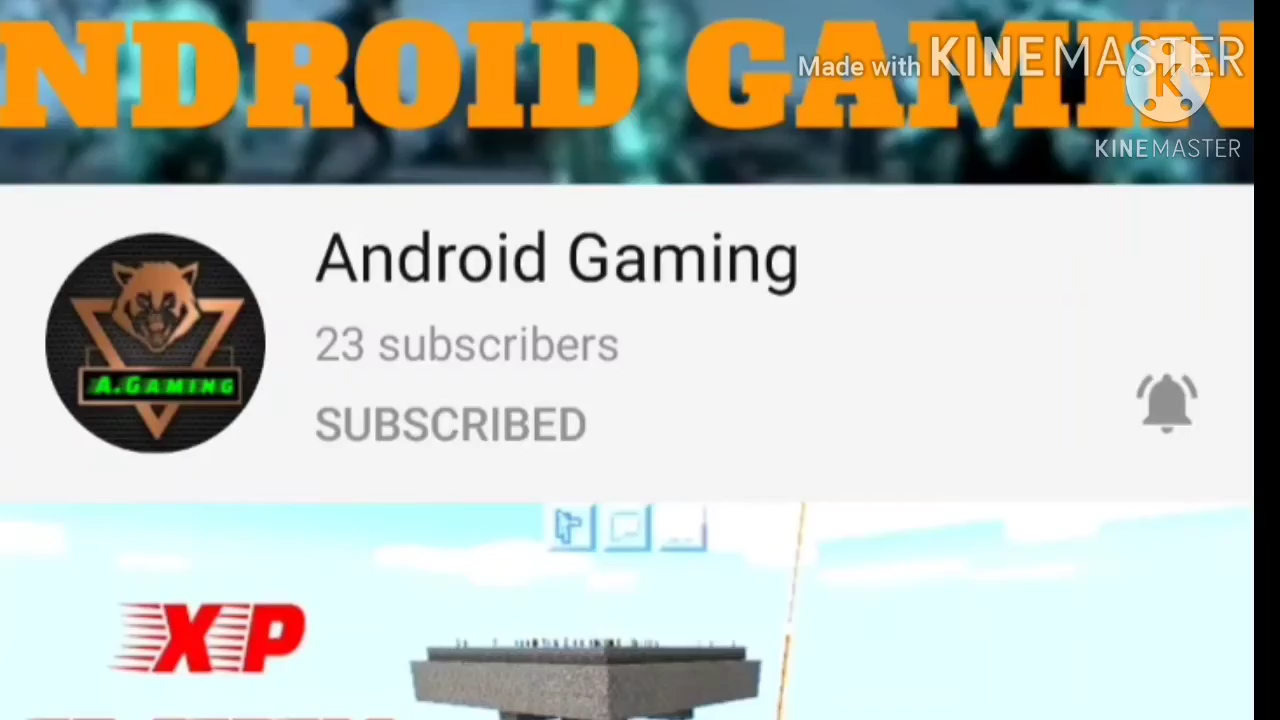 NDROID GAMIN
Made with KINEMASTER
K
KINEMASTER
Android Gaming
23 subscribers
A.GAMING
SUBSCRIBED
XP